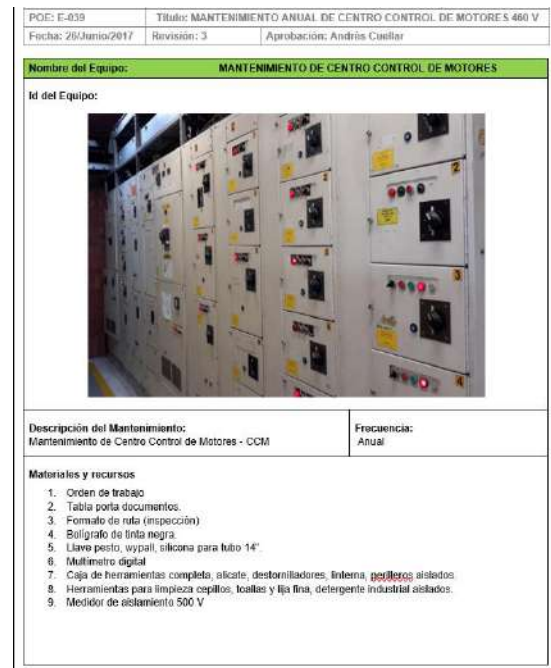 POE: E-039 Título: MANTENIMIENTO ANUAL DE CENTRO CONTROL DE MOTORES 460 V
Fecha: 26/Junio/2017 Revisión: 3 Aprobación: Andrés Cuellar
Nombre del Equipo: MANTENIMIENTO DE CENTRO CONTROL DE MOTORES
Id del Equipo:
2
3
4
Descripción del Mantenimiento:
Mantenimiento de Centro Control de Motores - CCM
Frecuencia:
Anual
Materiales y recursos
1. Orden de trabajo
2. Tabla porta documentos.
3. Formato de ruta (inspección)
4. Bolígrafo de tinta negra.
5. Llave pesto, wypall, silicona para tubo 14".
6. Multímetro digital
7. Caja de herramientas completa, alicate, destornilladores, linterna, perilleros aislados.
8. Herramientas para limpieza cepillos, toallas y lija fina, detergente industrial aislados.
9. Medidor de aislamiento 500 V